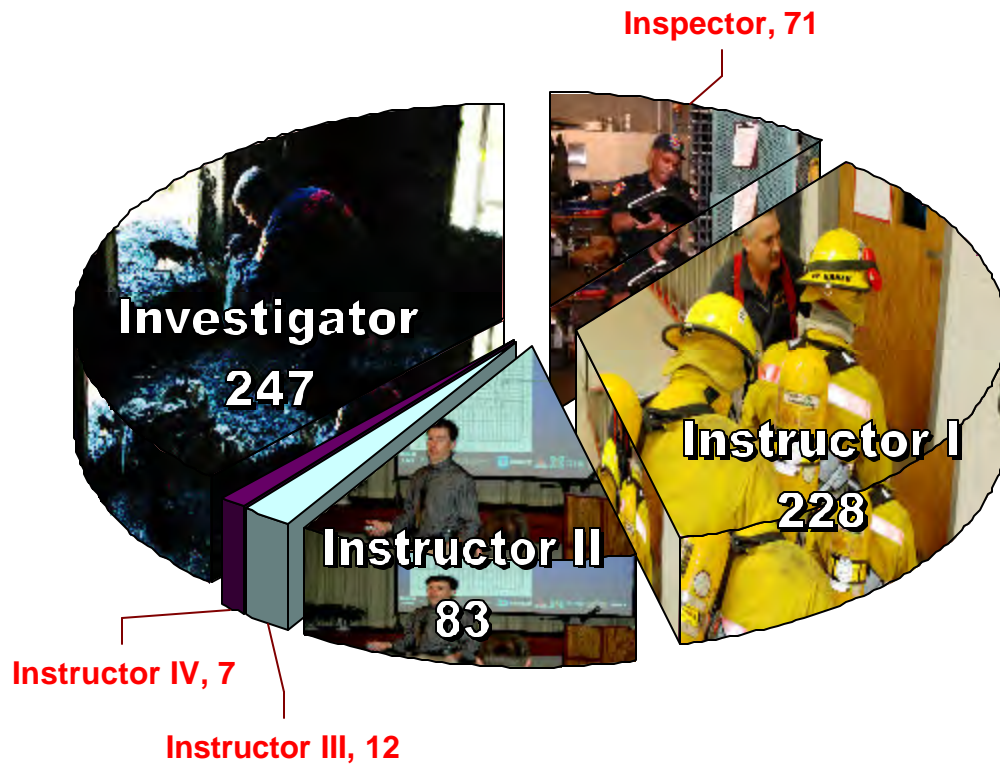 Inspector, 71
Investigator
247
Instructor I
228
Instructor II
83
Instructor IV, 7
Instructor III, 12